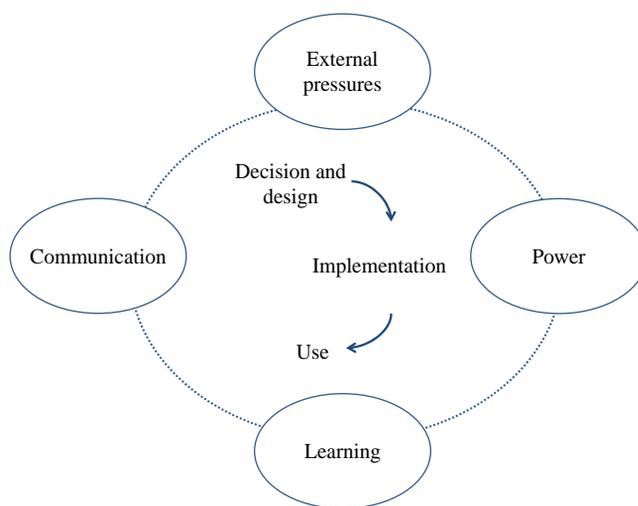 External
pressures
Decision and
design
Communication
Implementation
Power
Use
Learning